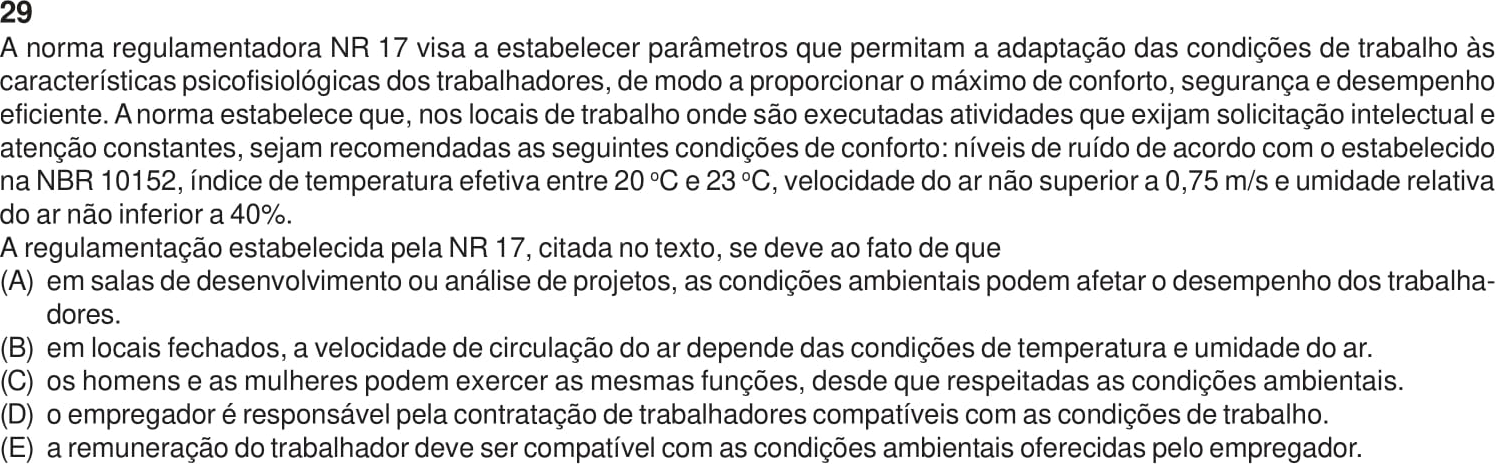 29
A norma regulamentadora NR 17 visa a estabelecer parâmetros que permitam a adaptação das condições de trabalho às
características psicofisiológicas dos trabalhadores, de modo a proporcionar o máximo de conforto, segurança e desempenho
eficiente. A norma estabelece que, nos locais de trabalho onde são executadas atividades que exijam solicitação intelectual e
atenção constantes, sejam recomendadas as seguintes condições de conforto: níveis de ruído de acordo com o estabelecido
na NBR 10152, índice de temperatura efetiva entre 20 ºC e 23 ºC, velocidade do ar não superior a 0,75 m/s e umidade relativa
do ar não inferior a 40%.
A regulamentação estabelecida pela NR 17, citada no texto, se deve ao fato de que
(A) em salas de desenvolvimento ou análise de projetos, as condições ambientais podem afetar o desempenho dos trabalha-
dores.
(B) em locais fechados, a velocidade de circulação do ar depende das condições de temperatura e umidade do ar.
(C) os homens e as mulheres podem exercer as mesmas funções, desde que respeitadas as condições ambientais.
(D) o empregador é responsável pela contratação de trabalhadores compatíveis com as condições de trabalho.
(E) a remuneração do trabalhador deve ser compatível com as condições ambientais oferecidas pelo empregador.